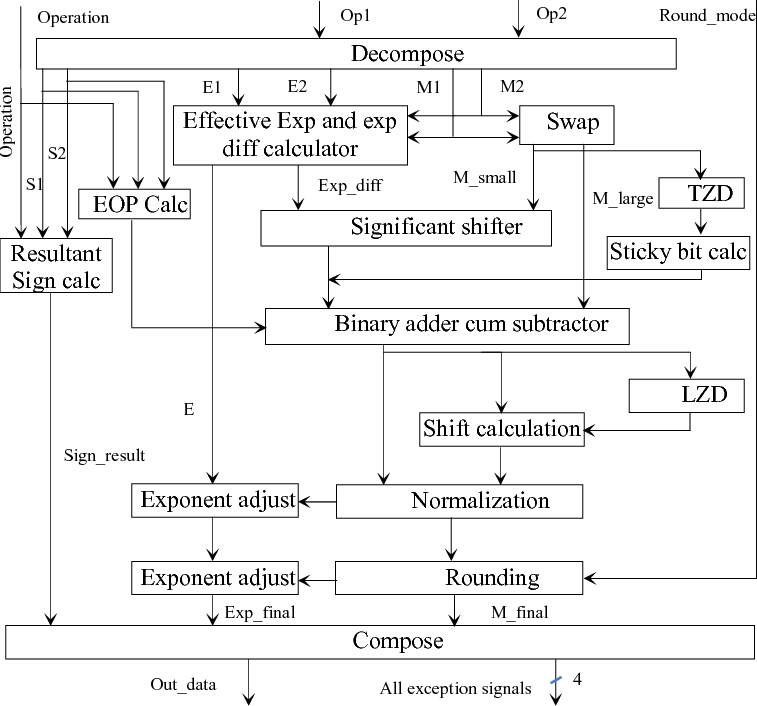 Operation
Op1
Op2
Round_mode
Decompose
Operation
E1
E2
M1
M2
Effective Exp and exp
diff calculator
Swap
S2
S1
Exp_diff
M_small
M_large
TZD
EOP Calc
Significant shifter
Resultant
Sign calc
Sticky bit calc
Binary adder cum subtractor
LZD
E
Shift calculation
Sign_result
Exponent adjust
Normalization
Exponent adjust
Rounding
Exp_final
M_final
Compose
Out_data
All exception signals
4